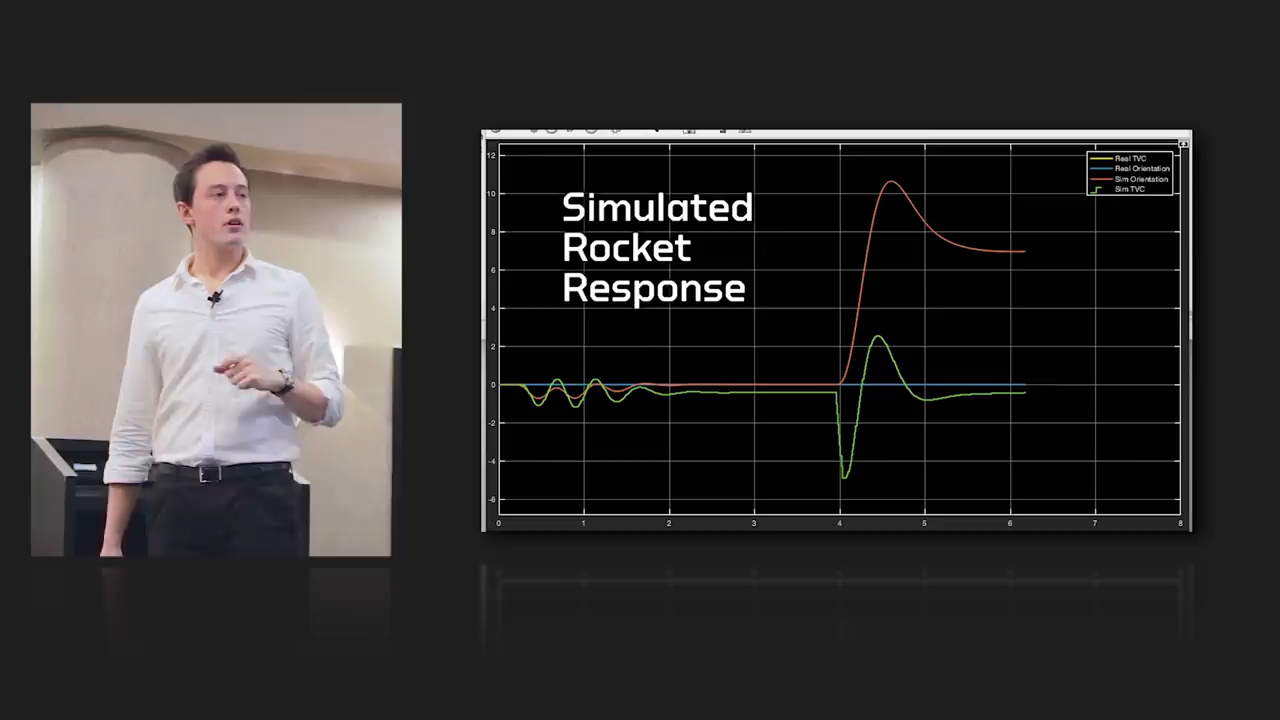 Simulated
Rocket
Response
Real TVC
Real Orientation
Sim Orientation
Sim TVC
12
10
8
6
4
2
0
-2
-4
-6
0 1 2 3 4 5 6 7 8